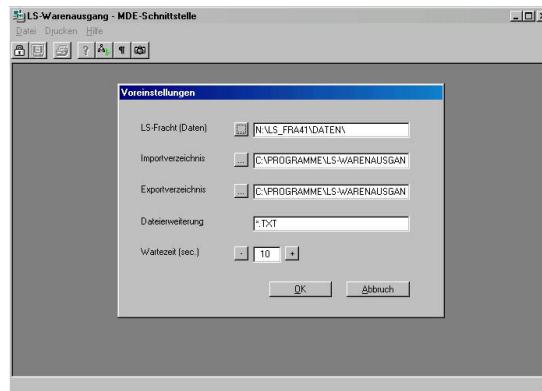 LS-Warenausgang - MDE-Schnittstelle
Datei Drucken Hilfe
Voreinstellungen
LS-Fracht (Daten) ... N:\LS_FRA41\DATEN\
Importverzeichnis ... C:\PROGRAMME\LS-WARENAUSGAN
Exportverzeichnis ... C:\PROGRAMME\LS-WARENAUSGAN
Dateierweiterung *.TXT
Wartezeit (sec.) - 10 +
OK Abbruch